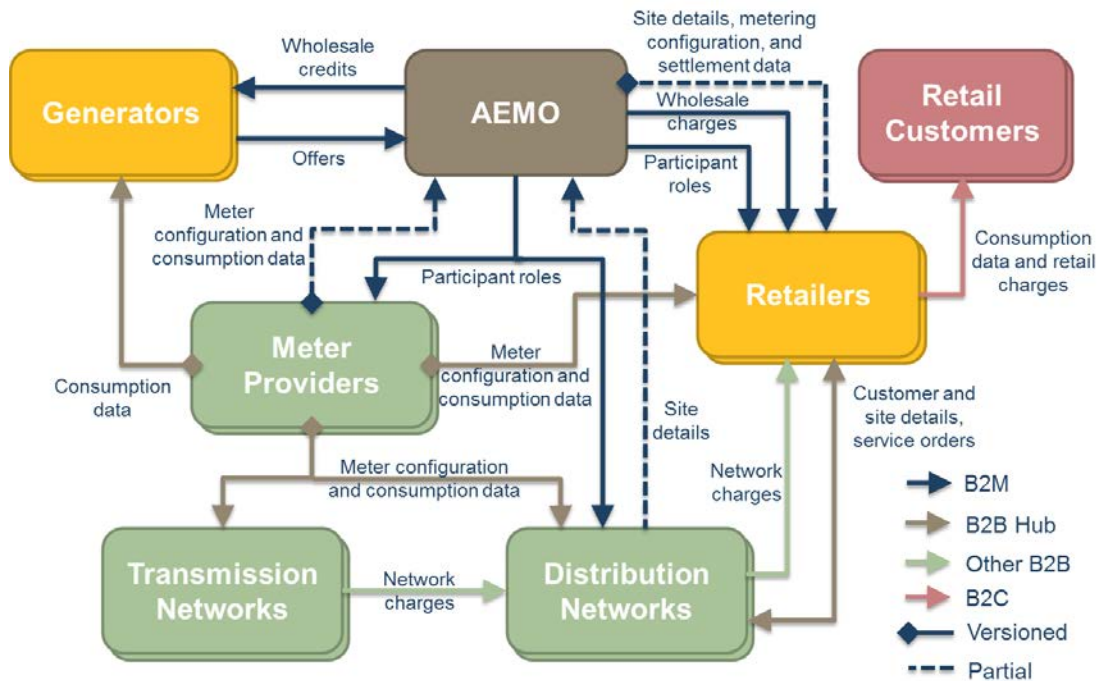 Site details, metering
configuration, and
settlement data
Wholesale
credits
Generators
AEMO
Retail
Customers
Wholesale
charges
Offers
Participant
roles
Meter
configuration and
consumption data
Participant roles
Consumption
data and retail
charges
Retailers
Meter
Providers
Meter
configuration and
consumption data
Consumption
data
Site
details
Customer and
site details,
service orders
Meter configuration
and consumption data
Network
charges
Transmission
Networks
Network
charges
Distribution
Networks
B2M
B2B Hub
Other B2B
B2C
Versioned
Partial